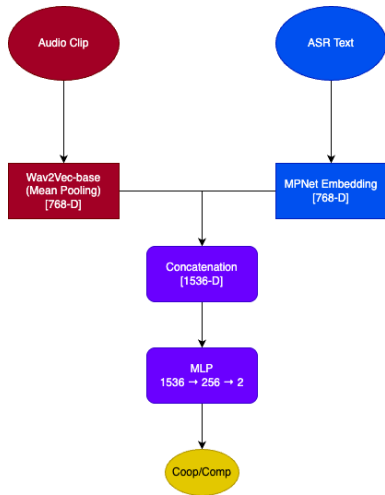 Audio Clip
ASR Text
Wav2Vec-base
(Mean Pooling)
[768-D]
MPNet Embedding
[768-D]
Concatenation
[1536-D]
MLP
1536 → 256 → 2
Coop/Comp